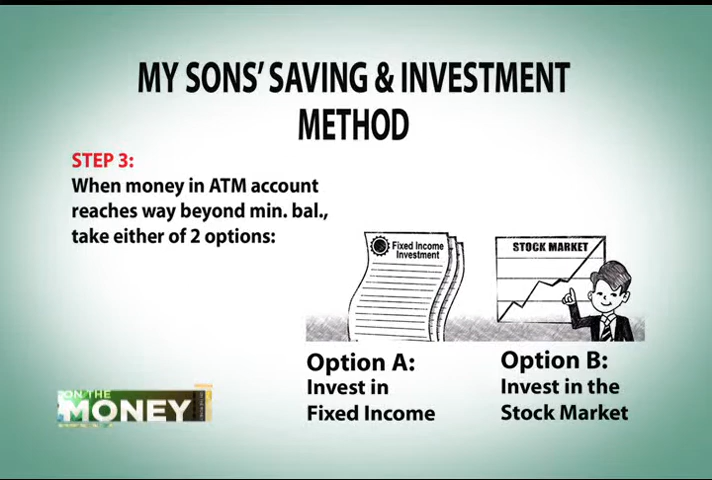 MY SONS' SAVING & INVESTMENT
METHOD
STEP 3:
When money in ATM account
reaches way beyond min. bal.,
take either of 2 options:
Fixed Income
Investment
STOCK MARKET
Option A:
Invest in
Fixed Income
Option B:
Invest in the
Stock Market
ON THE
MONEY